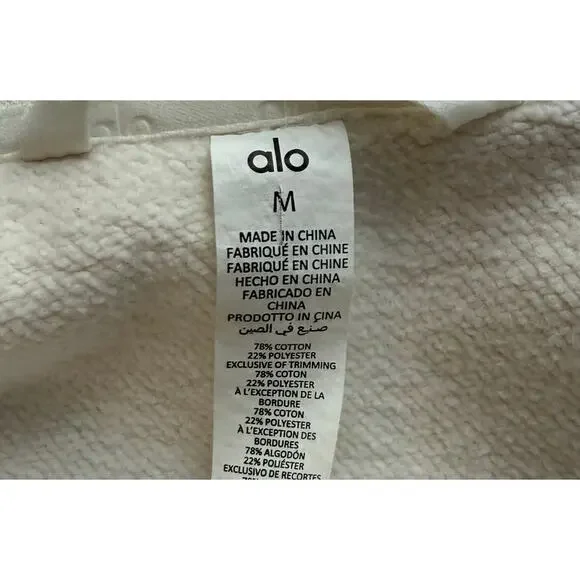 alo
M
MADE IN CHINA
FABRIQUÉ EN CHINE
FABRIQUÉ EN CHINE
HECHO EN CHINA
FABRICADO EN
CHINA
PRODOTTO IN CINA
صنع في الصين
78% COTTON
22% POLYESTER
EXCLUSIVE OF TRIMMING
78% COTON
22% POLYESTER
À L'EXCEPTION DE LA
BORDURE
78% COTON
22% POLYESTER
À L'EXCEPTION DES
BORDURES
78% ALGODÓN
22% POLIÉSTER
EXCLUSIVO DE RECORTES